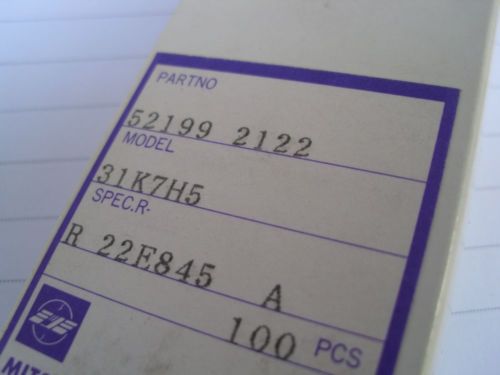 PARTNO
52199 2122
MODEL
31K7H5
SPEC.R-
R 22E845 A
100 PCS